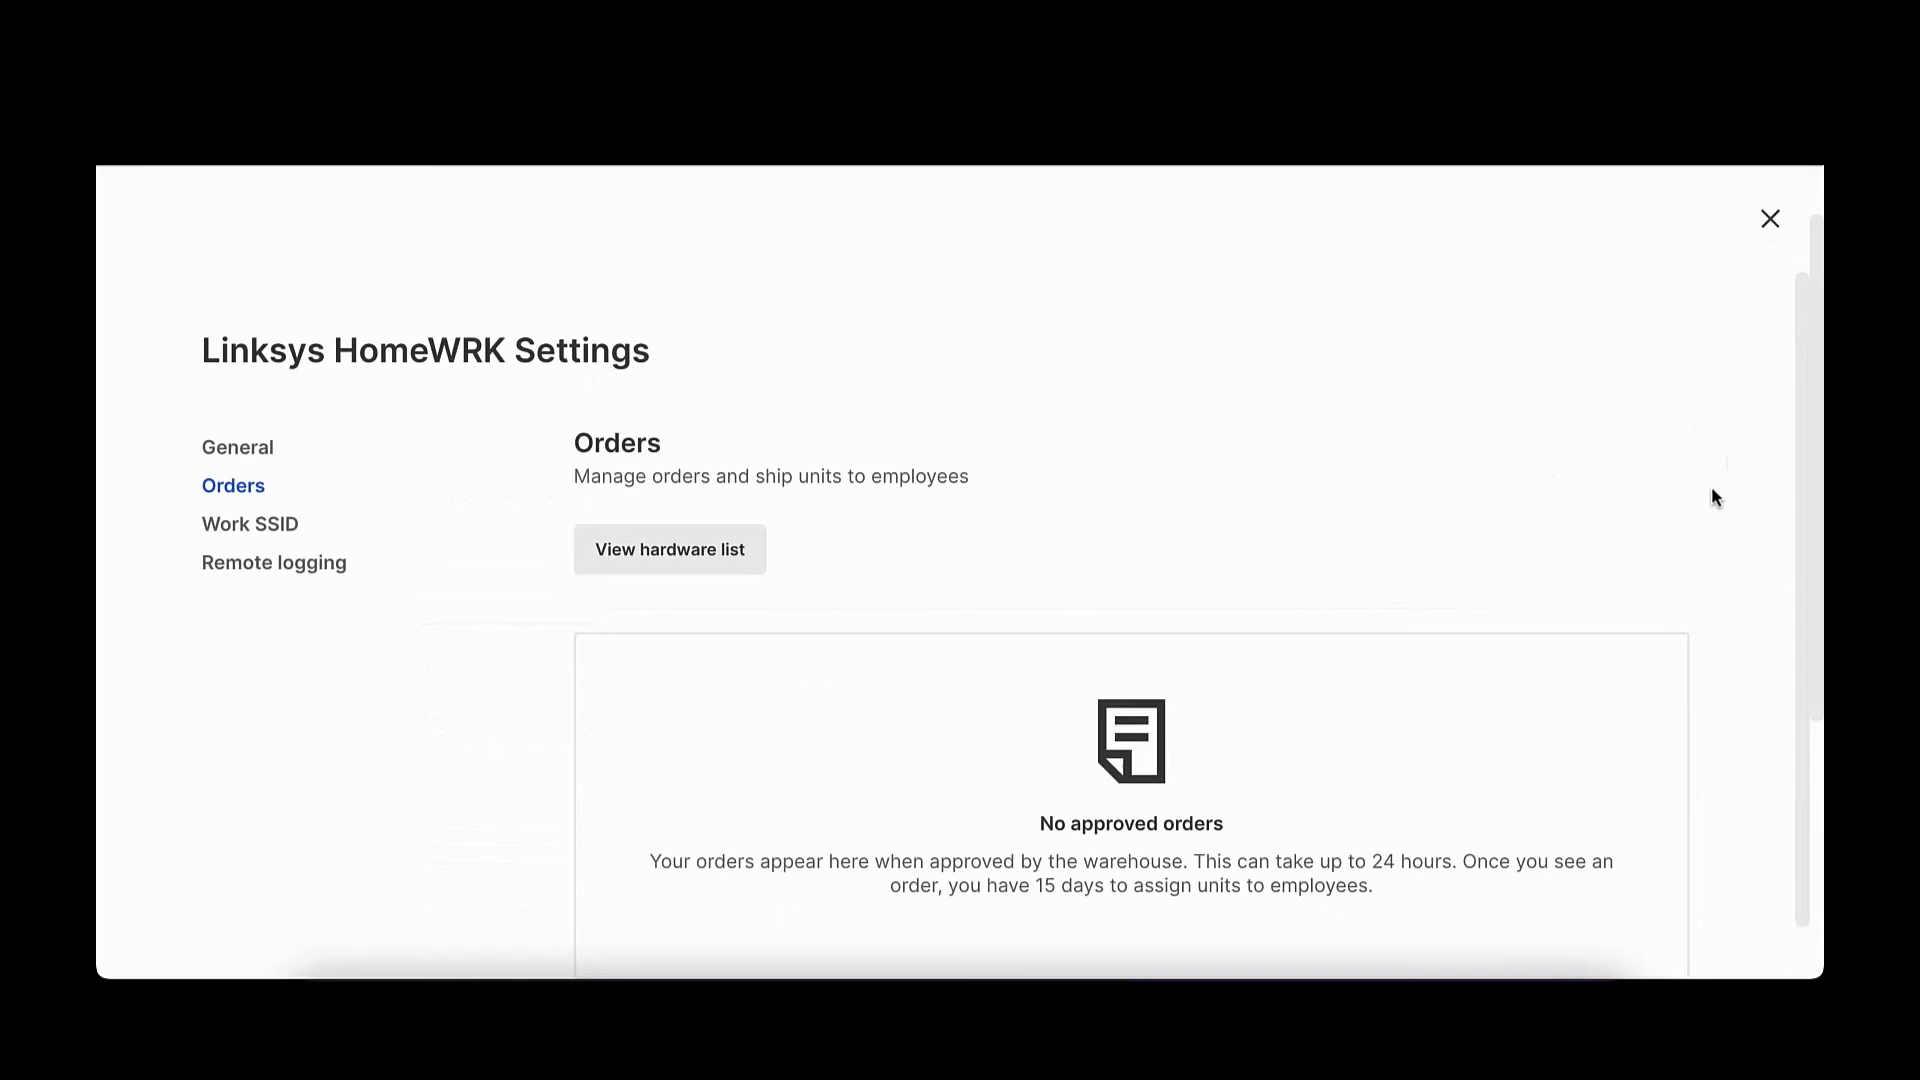 Linksys HomeWRK Settings
General
Orders
Work SSID
Remote logging
Orders
Manage orders and ship units to employees
View hardware list
No approved orders
Your orders appear here when approved by the warehouse. This can take up to 24 hours. Once you see an
order, you have 15 days to assign units to employees.